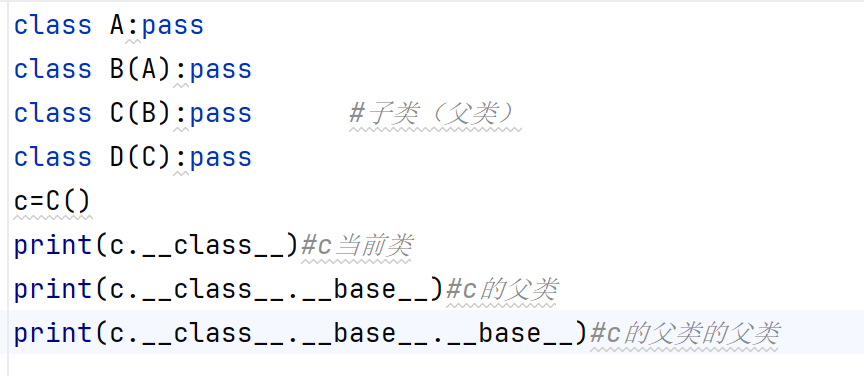 class A:pass
class B(A):pass
class C(B):pass      #子类（父类）
class D(C):pass
c=C()
print(c.__class__)#c当前类
print(c.__class__.__base__)#c的父类
print(c.__class__.__base__.__base__)#c的父类的父类